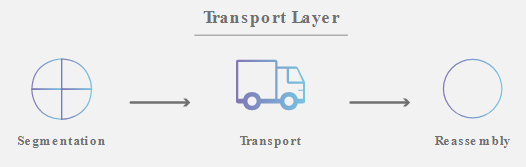 Transport Layer
Segmentation
Transport
Reassembly